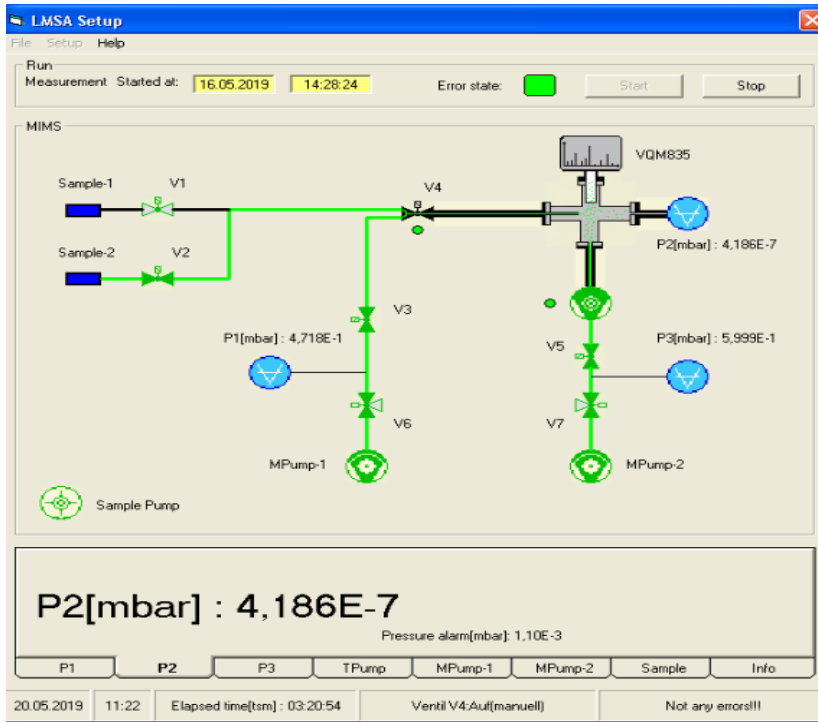 LMSA Setup
File Setup Help
Run
Measurement Started at: 16.05.2019 14:28:24 Error state: Start Stop
MIMS
VQM835
Sample-1 V1 V4
Sample-2 V2 P2[mbar] : 4,186E-7
V3
P1[mbar] : 4,718E-1 V5 P3[mbar] : 5,999E-1
V6 V7
MPump-1 MPump-2
Sample Pump
P2[mbar] : 4,186E-7
Pressure alarm[mbar]: 1,10E-3
P1 P2 P3 TPump MPump-1 MPump-2 Sample Info
20.05.2019 11:22 Elapsed time[tsm] : 03:20:54 Ventil V4:Auf(manuell) Not any errors!!!